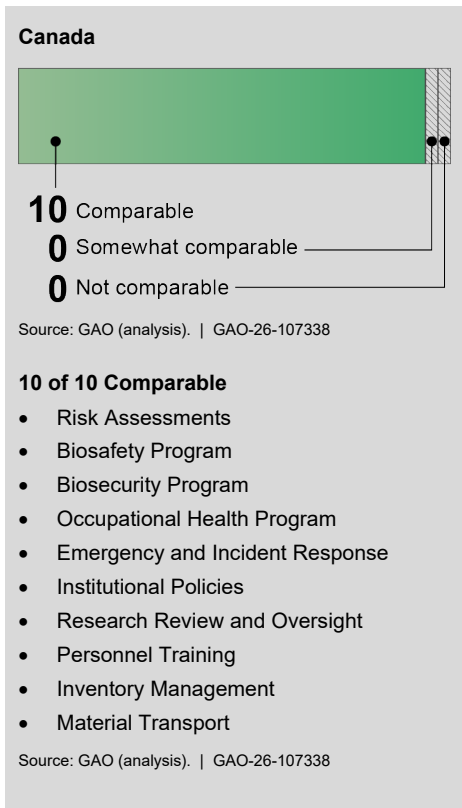 Canada
10 Comparable
0 Somewhat comparable
0 Not comparable
Source: GAO (analysis). | GAO-26-107338
10 of 10 Comparable
• Risk Assessments
• Biosafety Program
• Biosecurity Program
• Occupational Health Program
• Emergency and Incident Response
• Institutional Policies
• Research Review and Oversight
• Personnel Training
• Inventory Management
• Material Transport
Source: GAO (analysis). | GAO-26-107338